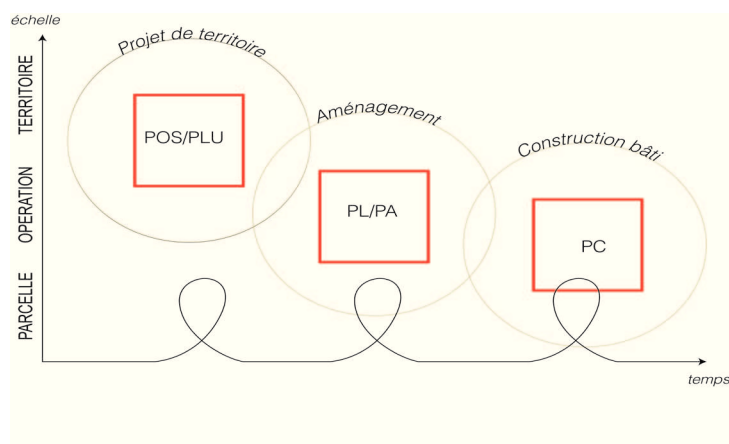 échelle
TERRITOIRE
OPERATION
PARCELLE
Projet de territoire
POS/PLU
Aménagement
PL/PA
Construction bâti
PC
temps